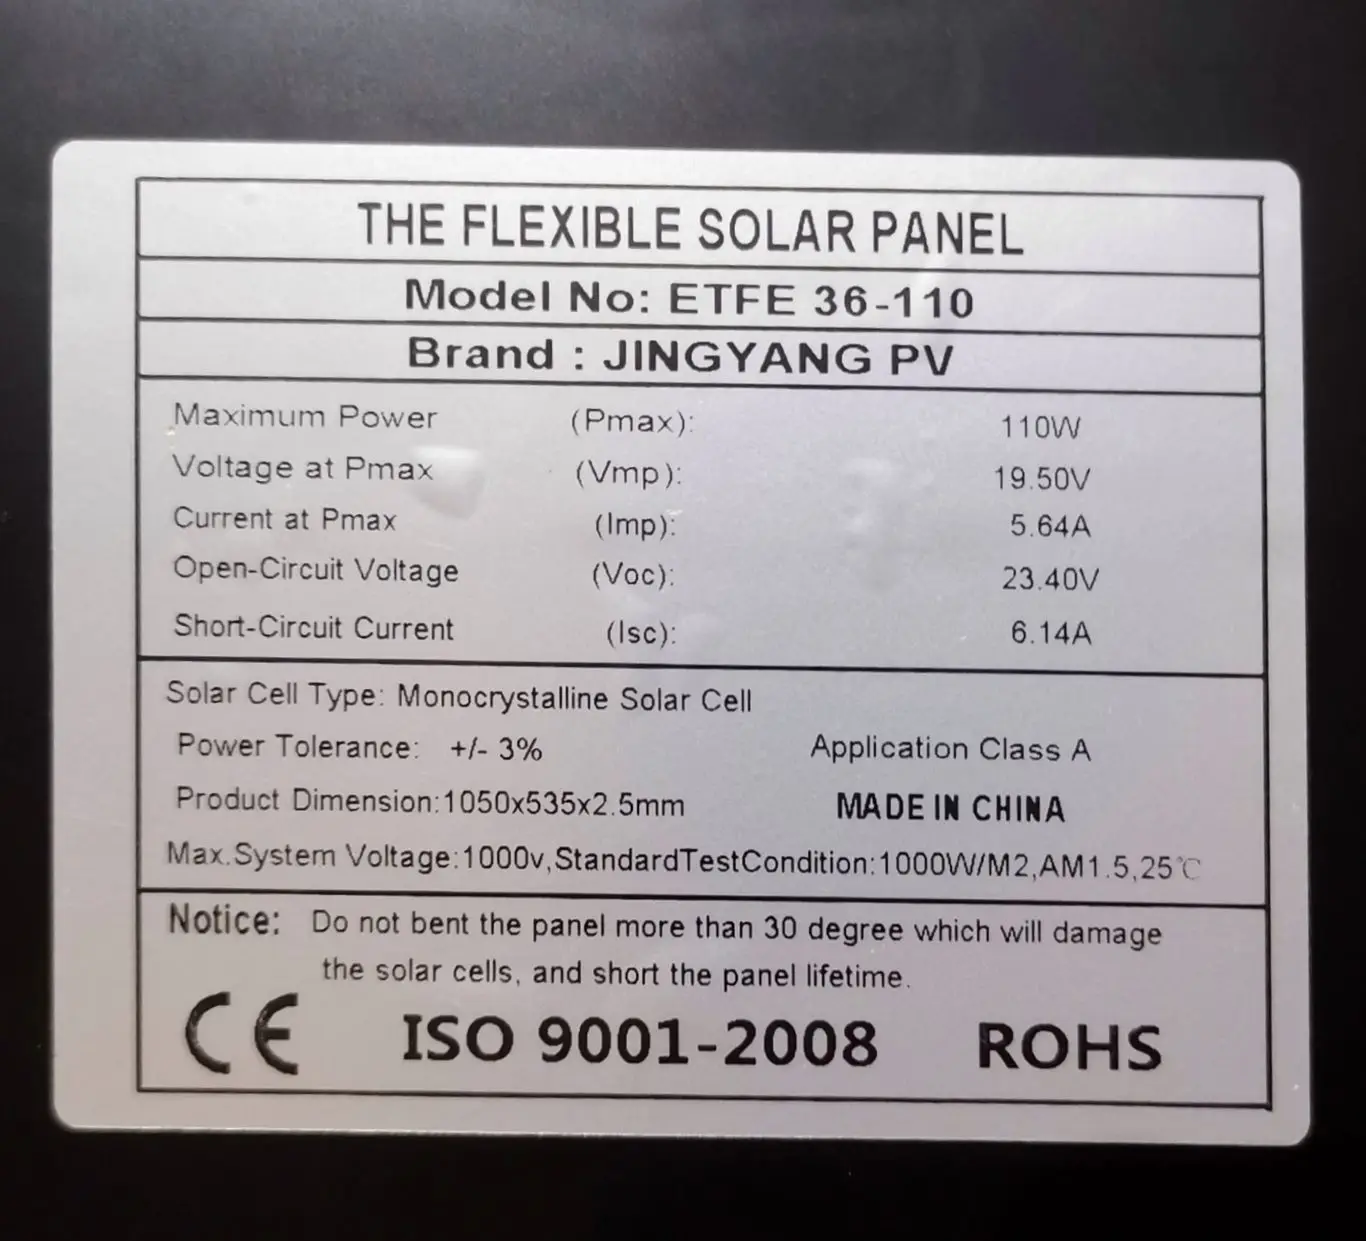 THE FLEXIBLE SOLAR PANEL
Model No: ETFE 36-110
Brand : JINGYANG PV
Maximum Power (Pmax): 110W
Voltage at Pmax (Vmp): 19.50V
Current at Pmax (Imp): 5.64A
Open-Circuit Voltage (Voc): 23.40V
Short-Circuit Current (Isc): 6.14A
Solar Cell Type: Monocrystalline Solar Cell
Power Tolerance: +/- 3% Application Class A
Product Dimension:1050x535x2.5mm MADE IN CHINA
Max.System Voltage:1000v,StandardTestCondition:1000W/M2,AM1.5,25℃
Notice: Do not bent the panel more than 30 degree which will damage
the solar cells, and short the panel lifetime.
CE ISO 9001-2008 ROHS